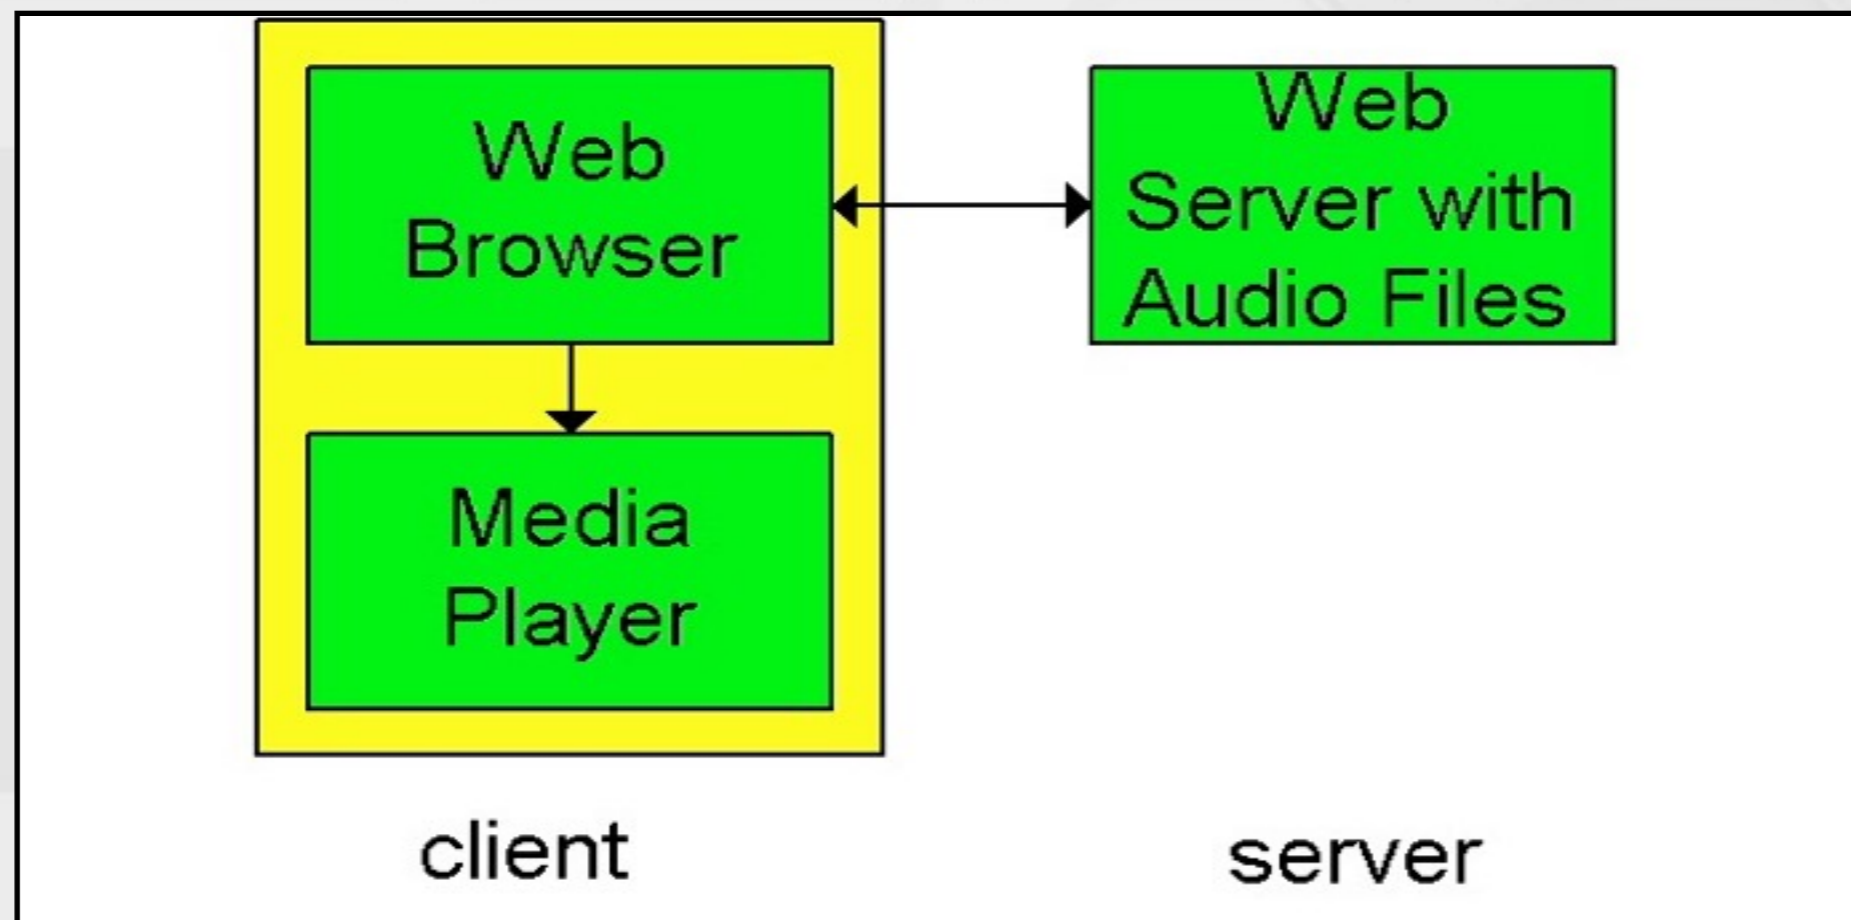 Web
Browser
Web
Server with
Audio Files
Media
Player
client
server